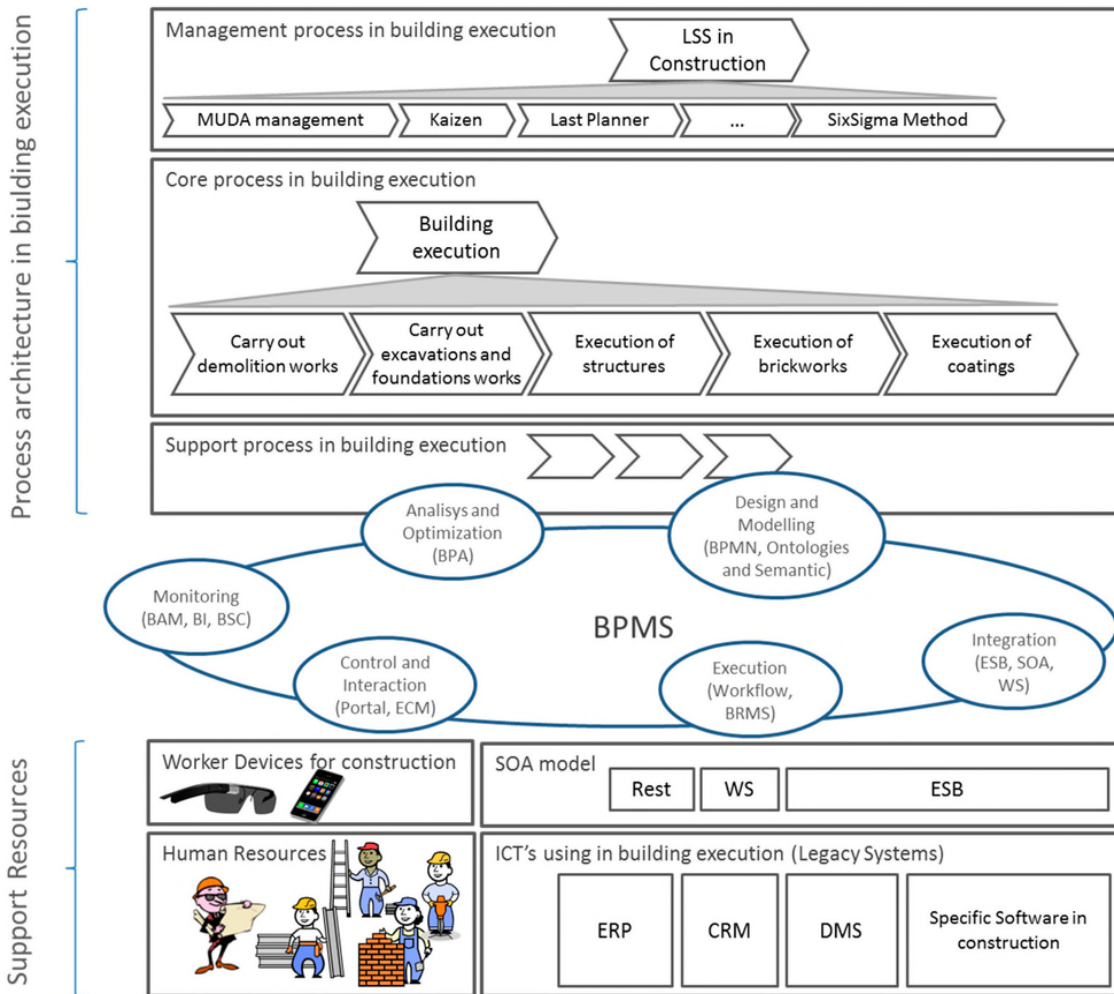 Process architecture in biulding execution
Management process in building execution
LSS in
Construction
MUDA management
Kaizen
Last Planner
...
SixSigma Method
Core process in building execution
Building
execution
Carry out
demolition works
Carry out
excavations and
foundations works
Execution of
structures
Execution of
brickworks
Execution of
coatings
Support process in building execution
Analisys and
Optimization
(BPA)
Design and
Modelling
(BPMN, Ontologies
and Semantic)
Monitoring
(BAM, BI, BSC)
BPMS
Integration
(ESB, SOA,
WS)
Control and
Interaction
(Portal, ECM)
Execution
(Workflow,
BRMS)
Support Resources
Worker Devices for construction
SOA model
Rest
WS
ESB
Human Resources
ICT's using in building execution (Legacy Systems)
ERP
CRM
DMS
Specific Software in
construction